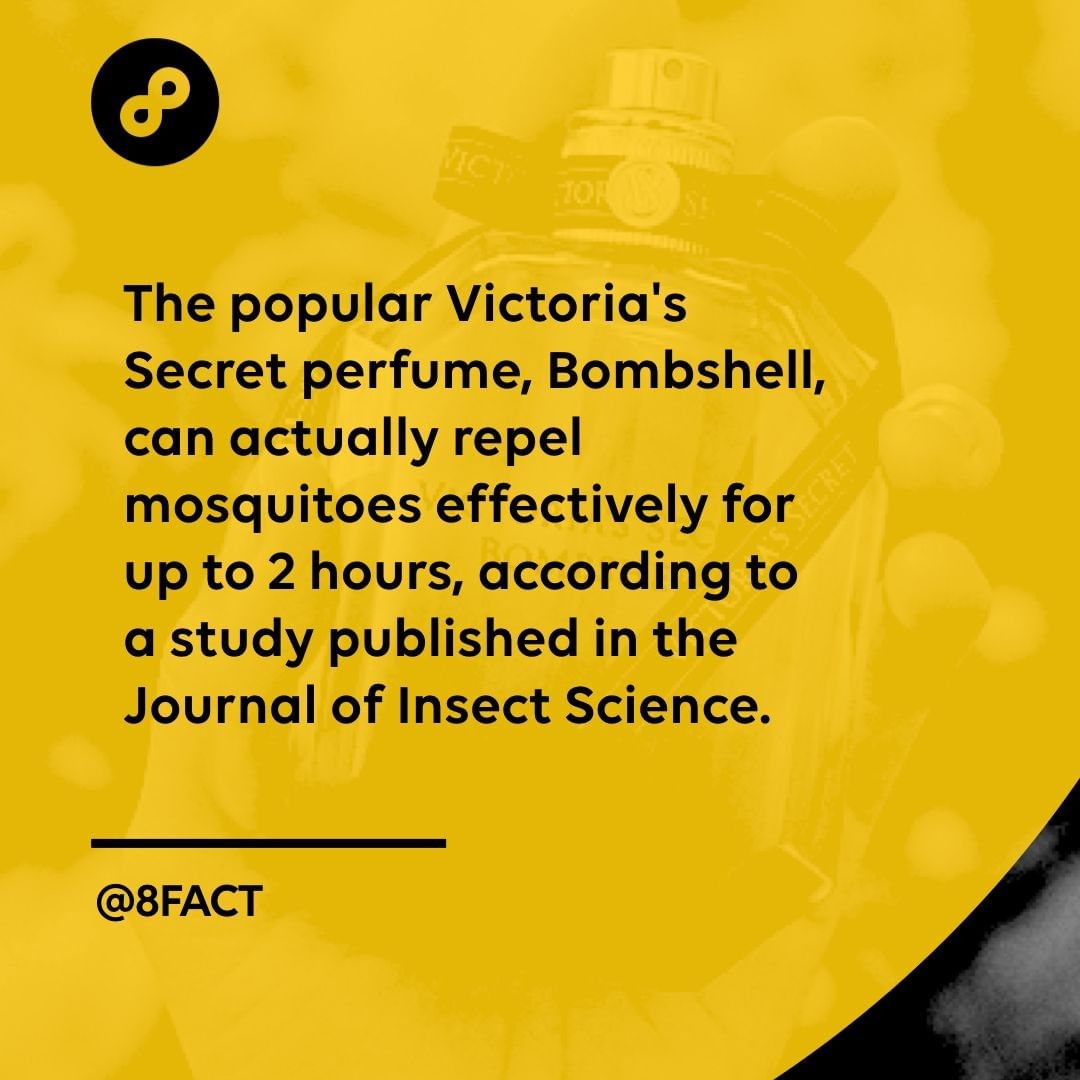 The popular Victoria's
Secret perfume, Bombshell,
can actually repel
mosquitoes effectively for
up to 2 hours, according to
a study published in the
Journal of Insect Science.
@8FACT